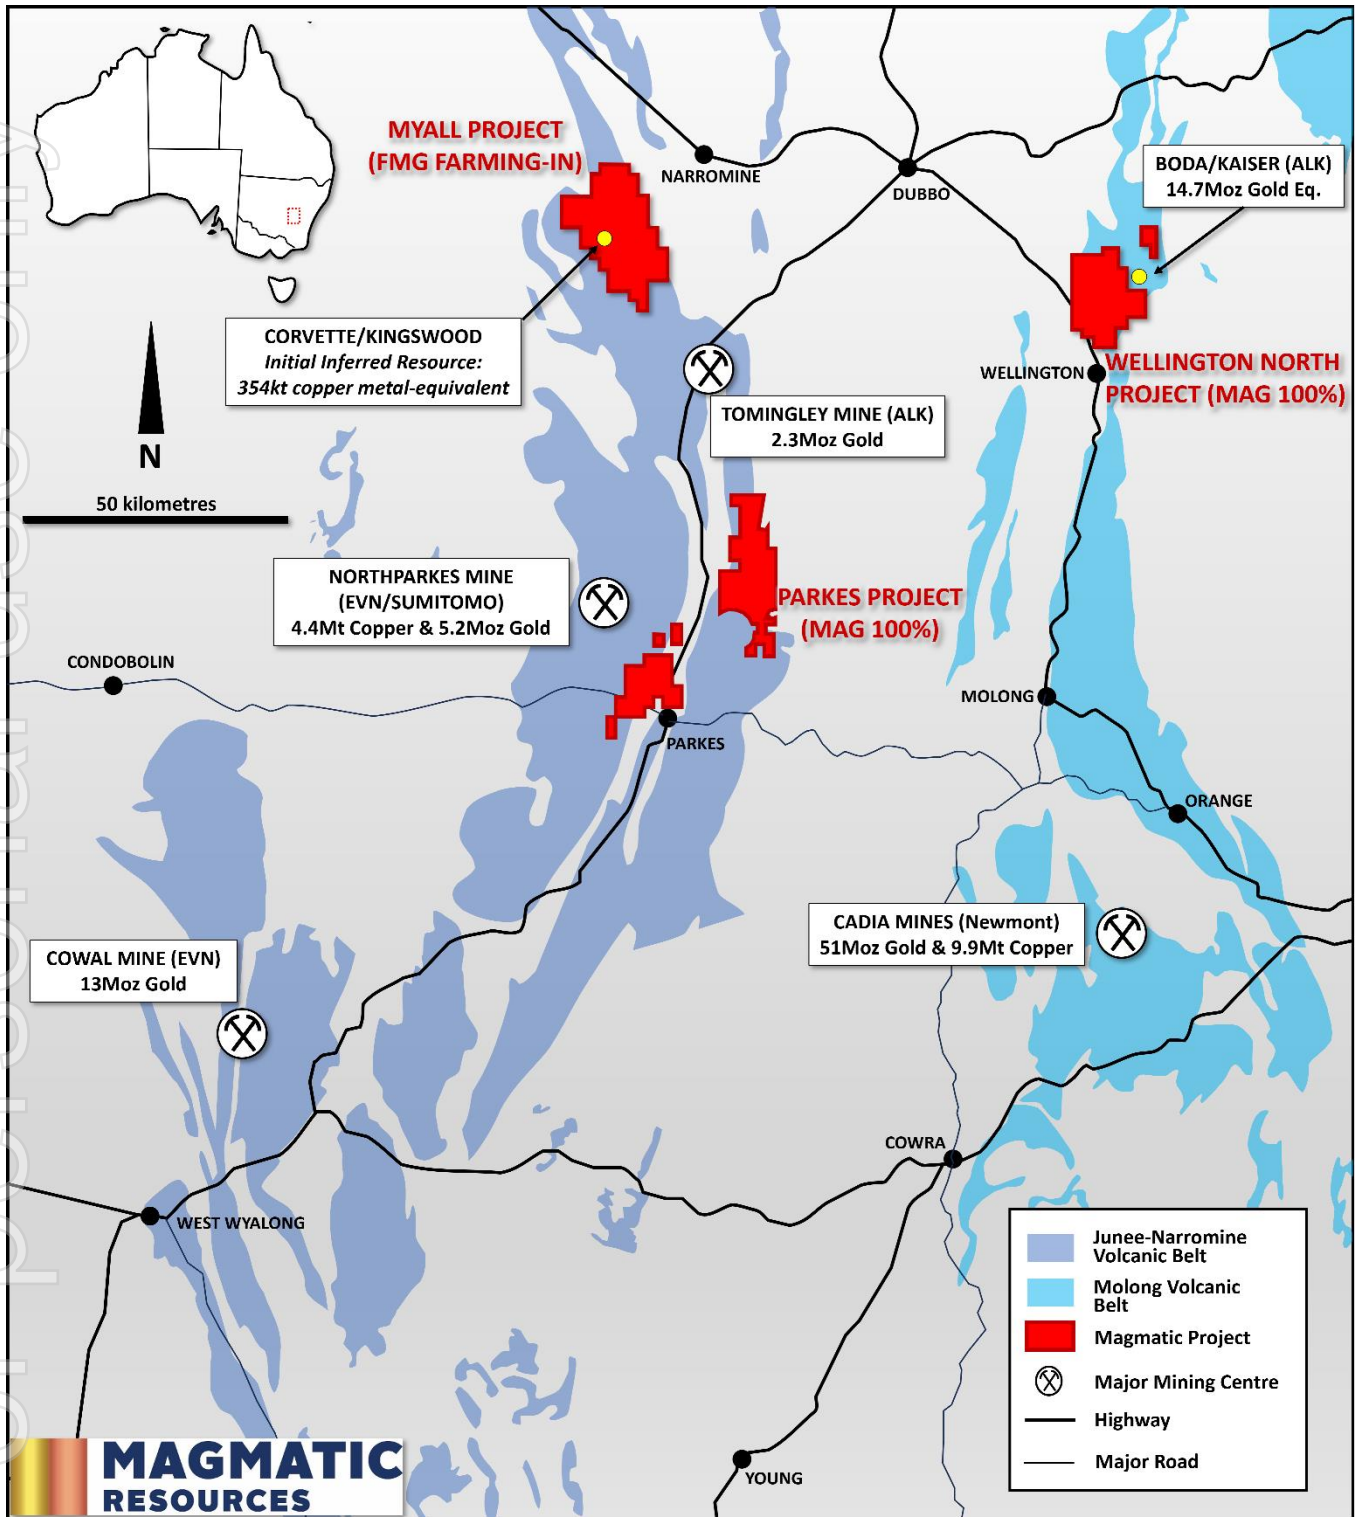 MYALL PROJECT
(FMG FARMING-IN)
NARROMINE
DUBBO
BODA/KAISER (ALK)
14.7Moz Gold Eq.
CORVETTE/KINGSWOOD
Initial Inferred Resource:
354kt copper metal-equivalent
WELLINGTON
WELLINGTON NORTH
PROJECT (MAG 100%)
TOMINGLEY MINE (ALK)
2.3Moz Gold
N
50 kilometres
NORTHPARKES MINE
(EVN/SUMITOMO)
4.4Mt Copper & 5.2Moz Gold
PARKES PROJECT
(MAG 100%)
CONDOBOLIN
MOLONG
PARKES
ORANGE
CADIA MINES (Newmont)
51Moz Gold & 9.9Mt Copper
COWAL MINE (EVN)
13Moz Gold
COWRA
WEST WYALONG
YOUNG
Junee-Narromine
Volcanic Belt
Molong Volcanic
Belt
Magmatic Project
Major Mining Centre
Highway
Major Road
MAGMATIC
RESOURCES
For personal use only